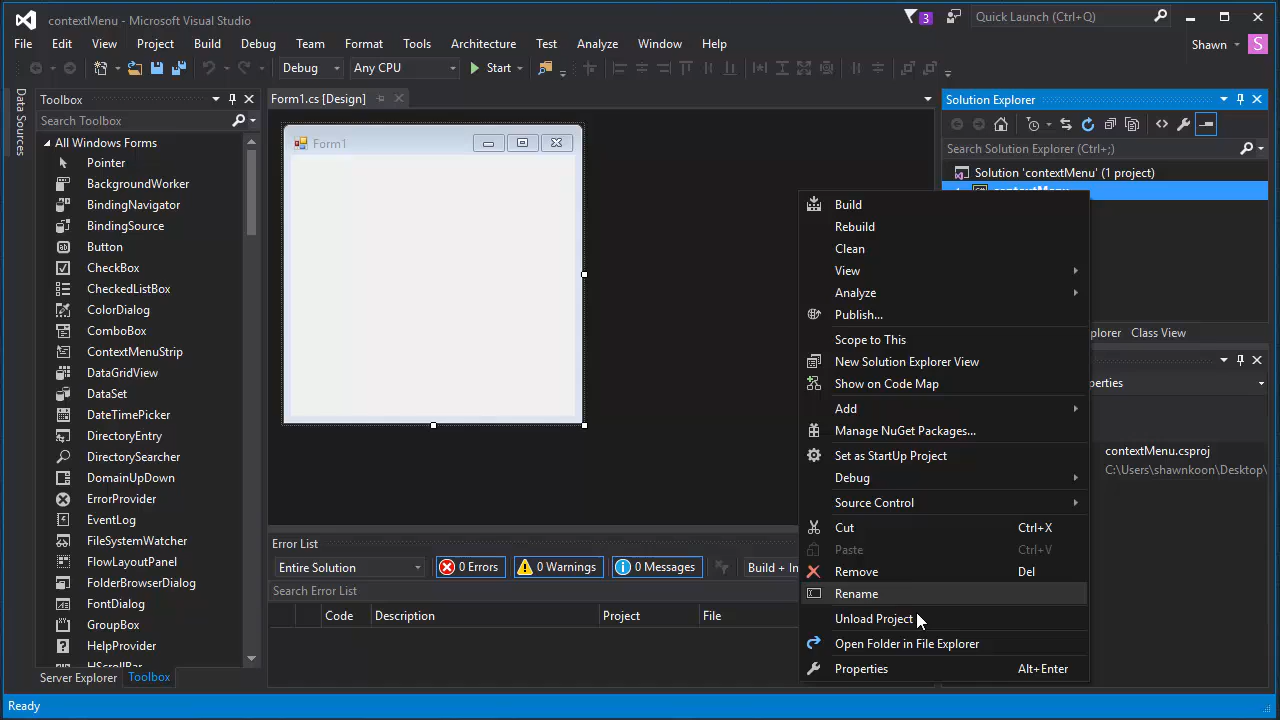 contextMenu - Microsoft Visual Studio
3
Quick Launch (Ctrl+Q)
File Edit View Project Build Debug Team Format Tools Architecture Test Analyze Window Help
Shawn S
Debug Any CPU Start
Data Sources
Toolbox
Search Toolbox
All Windows Forms
Pointer
BackgroundWorker
BindingNavigator
BindingSource
Button
CheckBox
CheckedListBox
ColorDialog
ComboBox
ContextMenuStrip
DataGridView
DataSet
DateTimePicker
DirectoryEntry
DirectorySearcher
DomainUpDown
ErrorProvider
EventLog
FileSystemWatcher
FlowLayoutPanel
FolderBrowserDialog
FontDialog
GroupBox
HelpProvider
HScrollBar
Server Explorer Toolbox
Form1.cs [Design]
Form1
Error List
Entire Solution 0 Errors 0 Warnings 0 Messages Build + In
Search Error List
Code Description Project File
Solution Explorer
Search Solution Explorer (Ctrl+;)
Solution 'contextMenu' (1 project)
contextMenu
Build
Rebuild
Clean
View
Analyze
Publish...
Scope to This
New Solution Explorer View
Show on Code Map
Add
Manage NuGet Packages...
Set as StartUp Project
Debug
Source Control
Cut Ctrl+X
Paste Ctrl+V
Remove Del
Rename
Unload Project
Open Folder in File Explorer
Properties Alt+Enter
plorer Class View
perties
contextMenu.csproj
C:\Users\shawnkoon\Desktop\
Ready